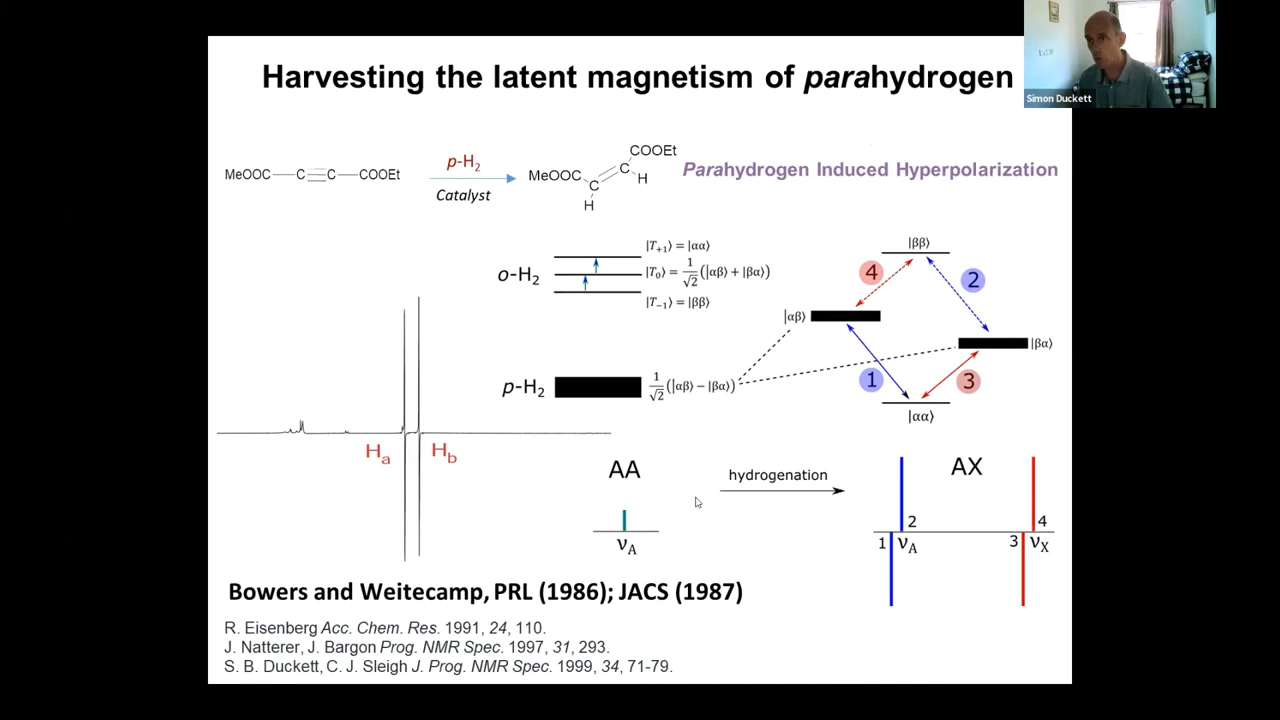 Harvesting the latent magnetism of parahydrogen
Simon Duckett
MeOOC—C≡C—COOEt
p-H₂
Catalyst
COOEt
MeOOC
C
C
H
H
Parahydrogen Induced Hyperpolarization
o-H₂
|T₊₁⟩ = |αα⟩
|T₀⟩ = 1/√2 (|αβ⟩ + |βα⟩)
|T₋₁⟩ = |ββ⟩
p-H₂
1/√2 (|αβ⟩ − |βα⟩)
|ββ⟩
4
2
|αβ⟩
|βα⟩
1
3
|αα⟩
Hₐ
H_b
AA
ν_A
hydrogenation
AX
2
4
1
ν_A
3
ν_X
Bowers and Weitecamp, PRL (1986); JACS (1987)
R. Eisenberg Acc. Chem. Res. 1991, 24, 110.
J. Natterer, J. Bargon Prog. NMR Spec. 1997, 31, 293.
S. B. Duckett, C. J. Sleigh J. Prog. NMR Spec. 1999, 34, 71-79.